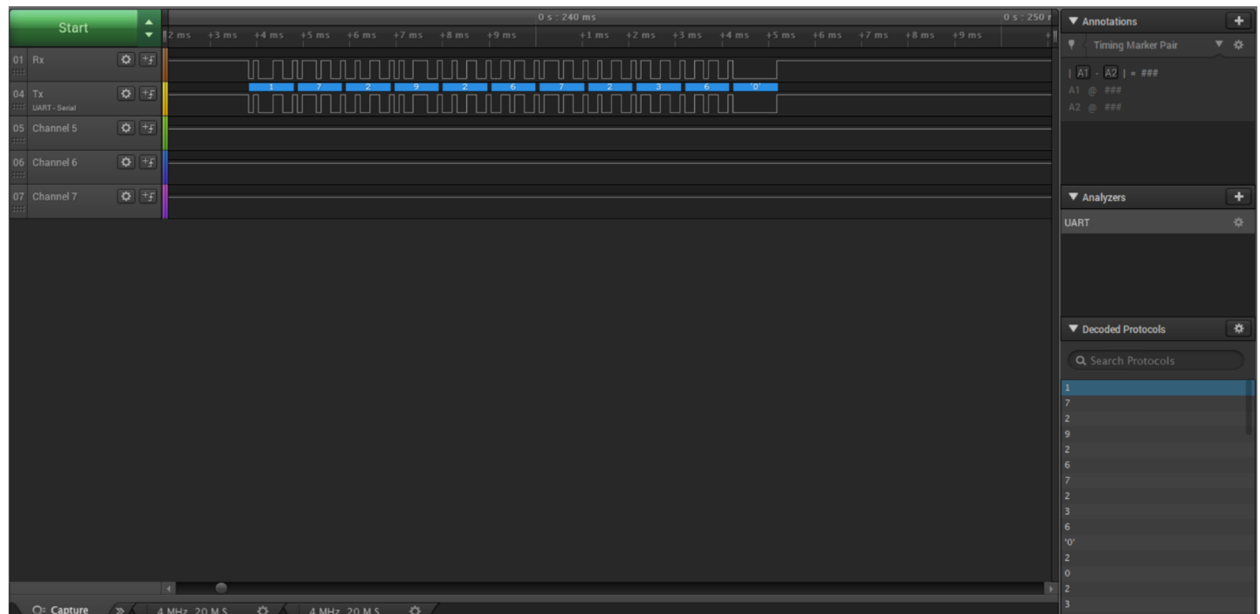 Start
0 s : 240 ms
0 s : 250 
2 ms +3 ms +4 ms +5 ms +6 ms +7 ms +8 ms +9 ms +1 ms +2 ms +3 ms +4 ms +5 ms +6 ms +7 ms +8 ms +9 ms
01 Rx
1 7 2 9 2 6 7 2 3 6 '0'
04 Tx
UART - Serial
05 Channel 5
06 Channel 6
07 Channel 7
Capture
4 MHz, 20 M S
4 MHz, 20 M S
Annotations
Timing Marker Pair
| A1 - A2 | = ###
A1 @ ###
A2 @ ###
Analyzers
UART
Decoded Protocols
Search Protocols
1
7
2
9
2
6
7
2
3
6
'0'
2
0
2
3